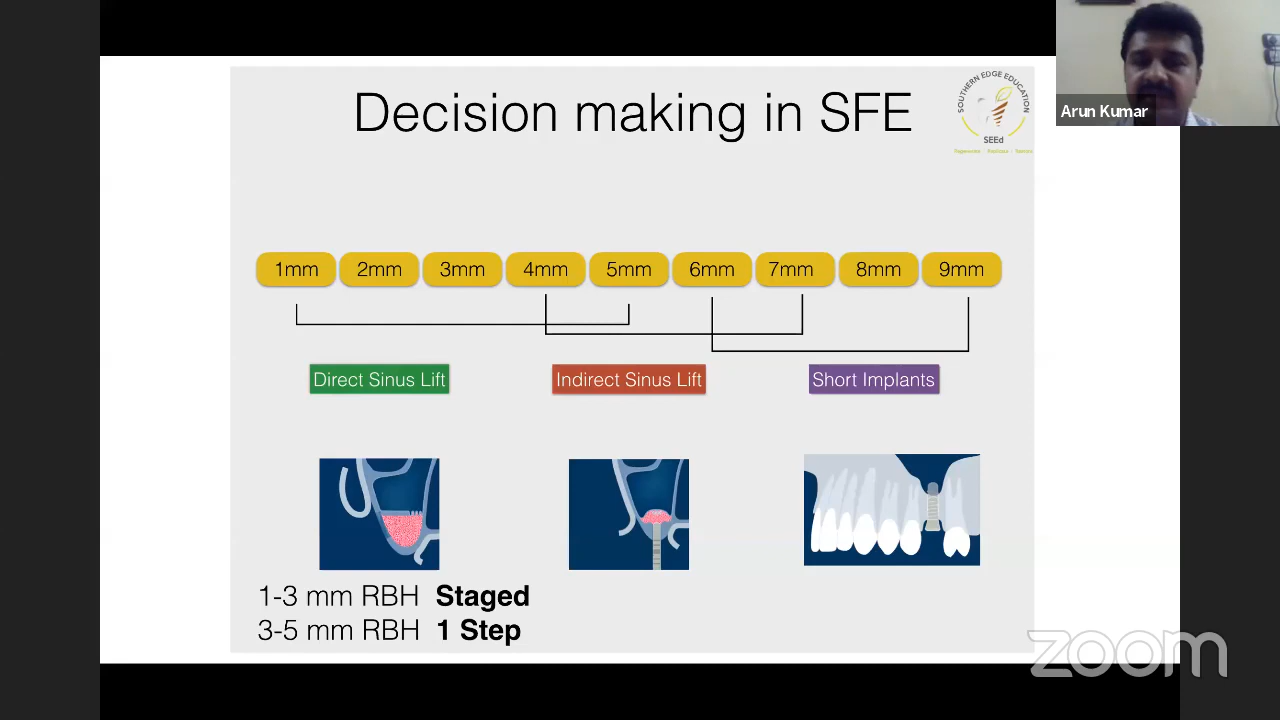 Decision making in SFE
SOUTHERN EDGE EDUCATION
SEEd
Arun Kumar
1mm 2mm 3mm 4mm 5mm 6mm 7mm 8mm 9mm
Direct Sinus Lift Indirect Sinus Lift Short Implants
1-3 mm RBH Staged
3-5 mm RBH 1 Step
zoom